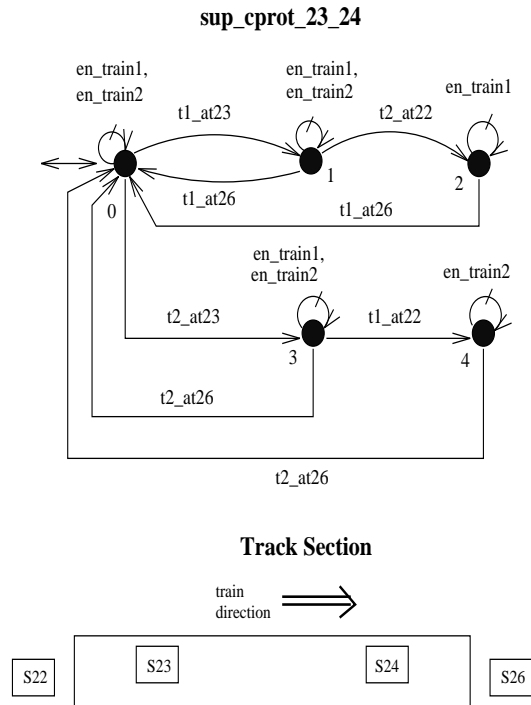 sup_cprot_23_24
en_train1,
en_train2
t1_at23
en_train1,
en_train2
t2_at22
en_train1
0
t1_at26
1
2
t1_at26
t2_at23
en_train1,
en_train2
3
t1_at22
en_train2
4
t2_at26
t2_at26
Track Section
train
direction
S22
S23
S24
S26